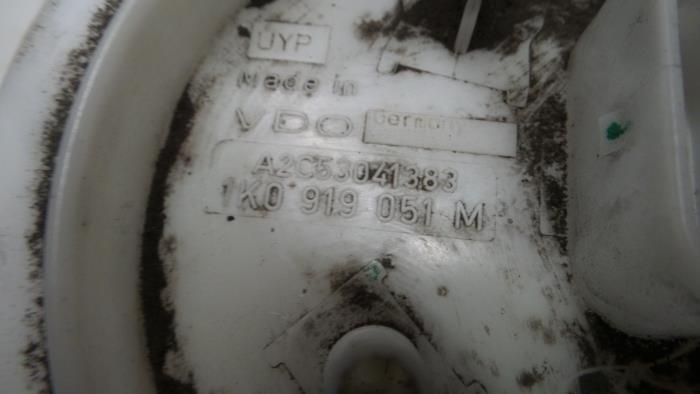 UYP
Made in
VDO Germany
A2C53041383
1K0 919 051 M